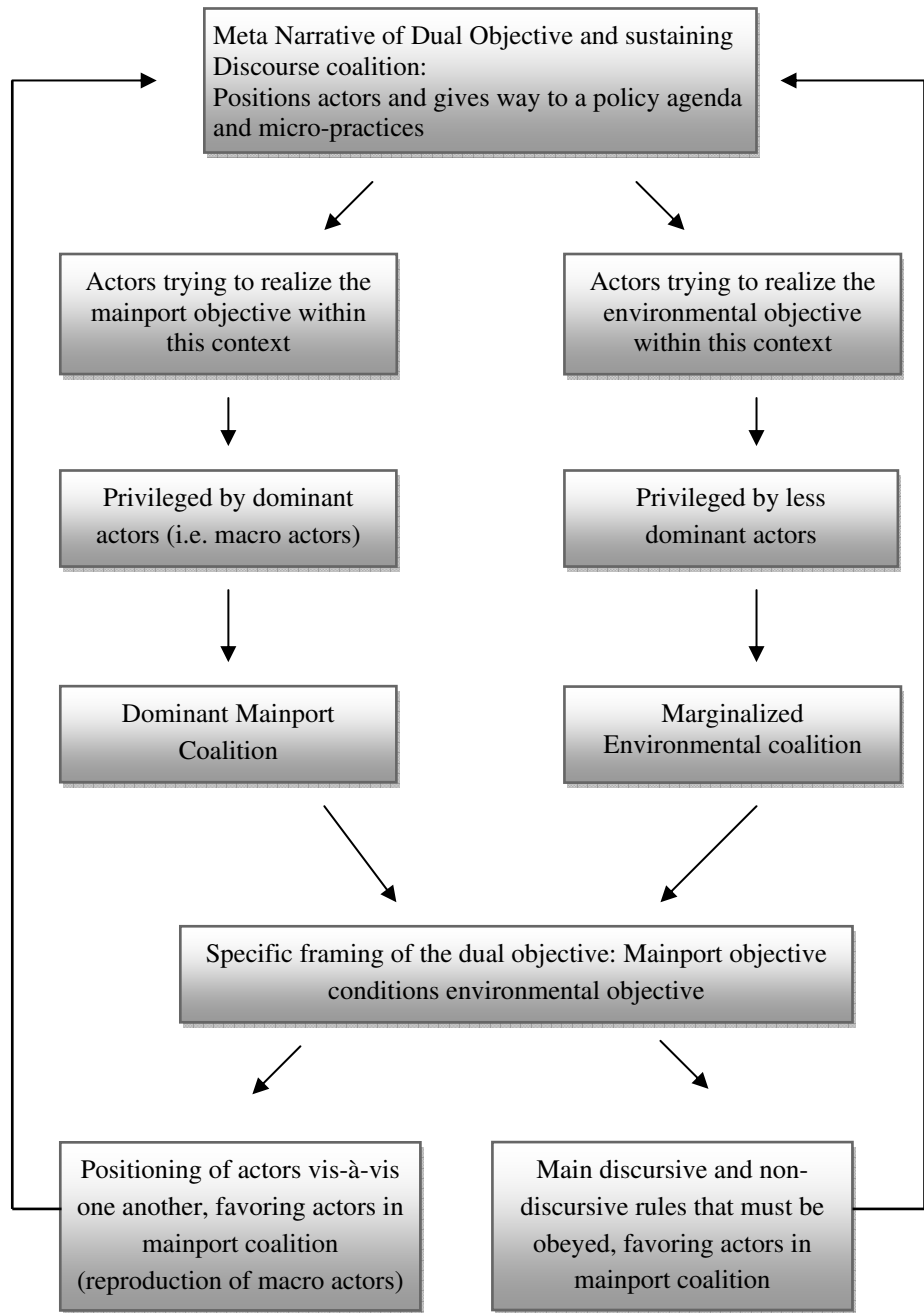 Meta Narrative of Dual Objective and sustaining
Discourse coalition:
Positions actors and gives way to a policy agenda
and micro-practices
Actors trying to realize the
mainport objective within
this context
Actors trying to realize the
environmental objective
within this context
Privileged by dominant
actors (i.e. macro actors)
Privileged by less
dominant actors
Dominant Mainport
Coalition
Marginalized
Environmental coalition
Specific framing of the dual objective: Mainport objective
conditions environmental objective
Positioning of actors vis-à-vis
one another, favoring actors in
mainport coalition
(reproduction of macro actors)
Main discursive and non-
discursive rules that must be
obeyed, favoring actors in
mainport coalition